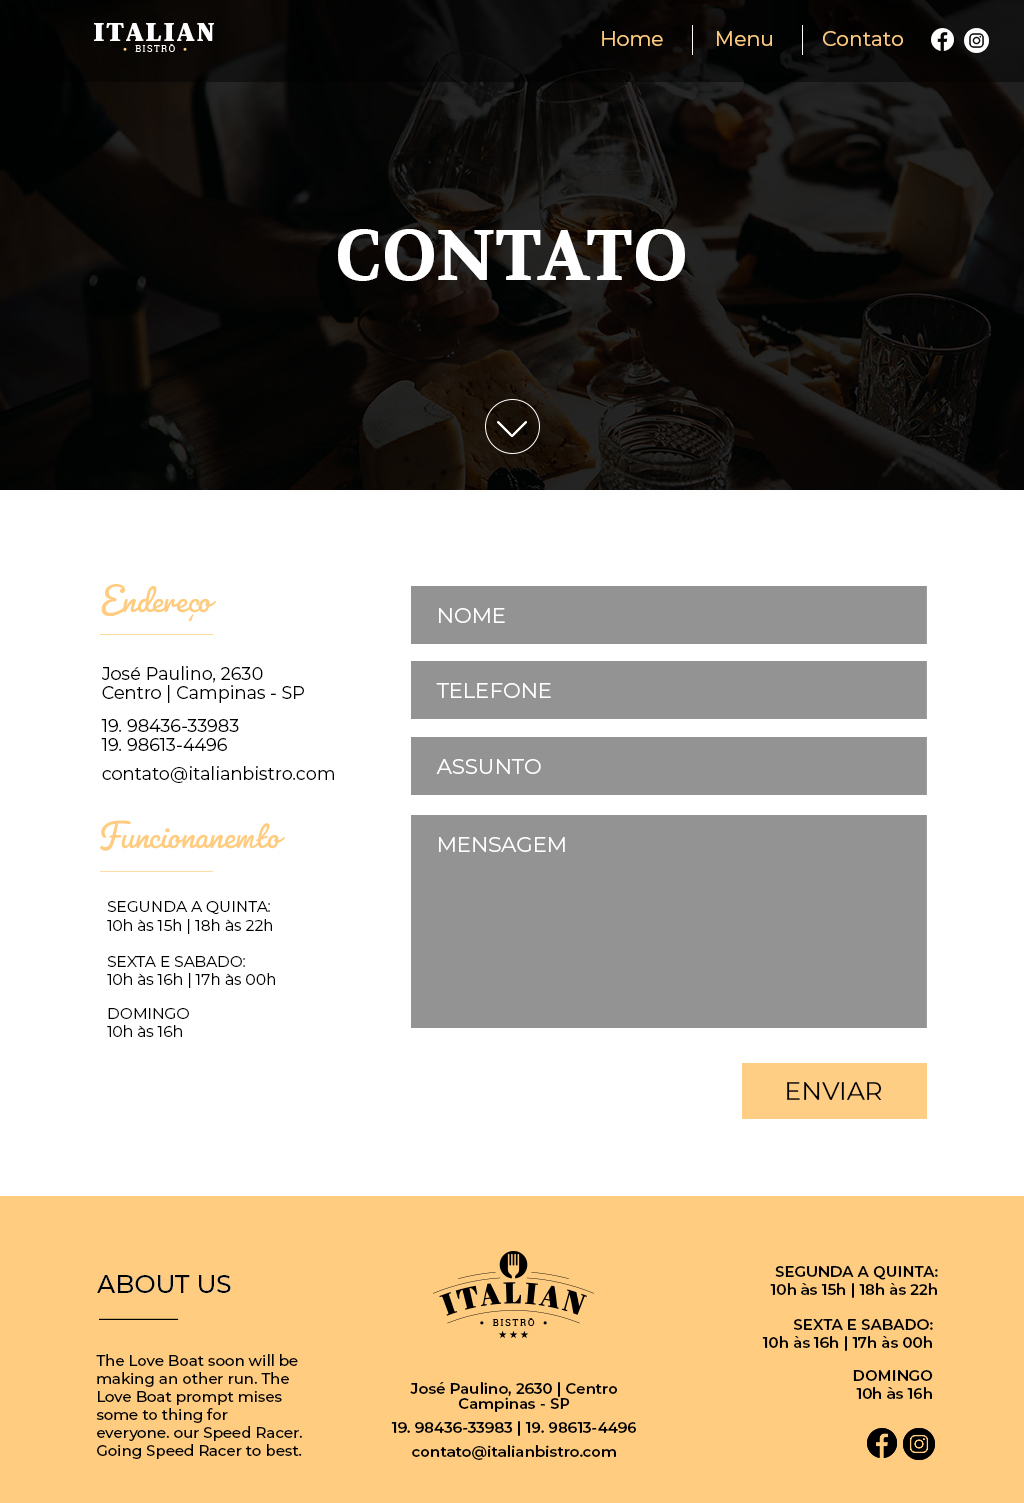 ITALIAN
BISTRÔ
Home
Menu
Contato
CONTATO
Endereço
José Paulino, 2630
Centro | Campinas - SP
19. 98436-33983
19. 98613-4496
contato@italianbistro.com
Funcionanemto
SEGUNDA A QUINTA:
10h às 15h | 18h às 22h
SEXTA E SABADO:
10h às 16h | 17h às 00h
DOMINGO
10h às 16h
NOME
TELEFONE
ASSUNTO
MENSAGEM
ENVIAR
ABOUT US
The Love Boat soon will be
making an other run. The
Love Boat prompt mises
some to thing for
everyone. our Speed Racer.
Going Speed Racer to best.
ITALIAN
BISTRÔ
José Paulino, 2630 | Centro
Campinas - SP
19. 98436-33983 | 19. 98613-4496
contato@italianbistro.com
SEGUNDA A QUINTA:
10h às 15h | 18h às 22h
SEXTA E SABADO:
10h às 16h | 17h às 00h
DOMINGO
10h às 16h